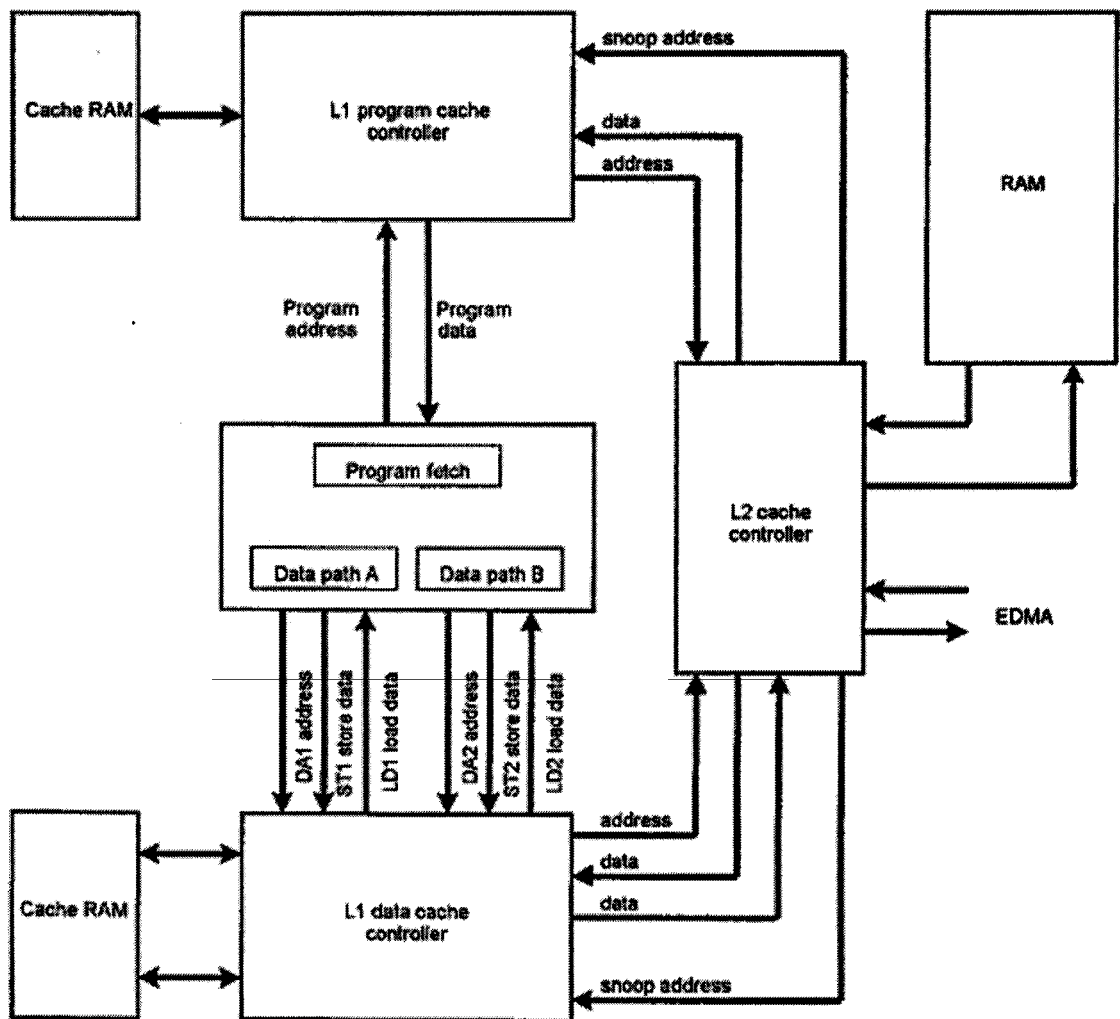 snoop address
Cache RAM
L1 program cache
controller
data
address
RAM
Program
address
Program
data
Program fetch
L2 cache
controller
Data path A
Data path B
EDMA
DA1 address
ST1 store data
LD1 load data
DA2 address
ST2 store data
LD2 load data
address
data
Cache RAM
L1 data cache
controller
data
snoop address